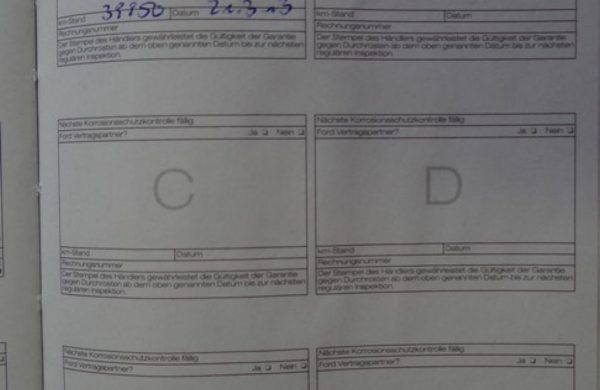 km-Stand 39950 Datum 21.3.13
km-Stand Datum
Rechnungsnummer
Rechnungsnummer
Der Stempel des Händlers gewährleistet die Gültigkeit der Garantie
gegen Durchrosten ab dem oben genannten Datum bis zur nächsten
regulären Inspektion.
Der Stempel des Händlers gewährleistet die Gültigkeit der Garantie
gegen Durchrosten ab dem oben genannten Datum bis zur nächsten
regulären Inspektion.
Nächste Korrosionsschutzkontrolle fällig
Ford Vertragspartner? Ja ❏ Nein ❏
C
km-Stand Datum
Rechnungsnummer
Der Stempel des Händlers gewährleistet die Gültigkeit der Garantie
gegen Durchrosten ab dem oben genannten Datum bis zur nächsten
regulären Inspektion.
Nächste Korrosionsschutzkontrolle fällig
Ford Vertragspartner? Ja ❏ Nein ❏
D
km-Stand Datum
Rechnungsnummer
Der Stempel des Händlers gewährleistet die Gültigkeit der Garantie
gegen Durchrosten ab dem oben genannten Datum bis zur nächsten
regulären Inspektion.
Nächste Korrosionsschutzkontrolle fällig
Ford Vertragspartner? Ja ❏ Nein ❏
Nächste Korrosionsschutzkontrolle fällig
Ford Vertragspartner? Ja ❏ Nein ❏